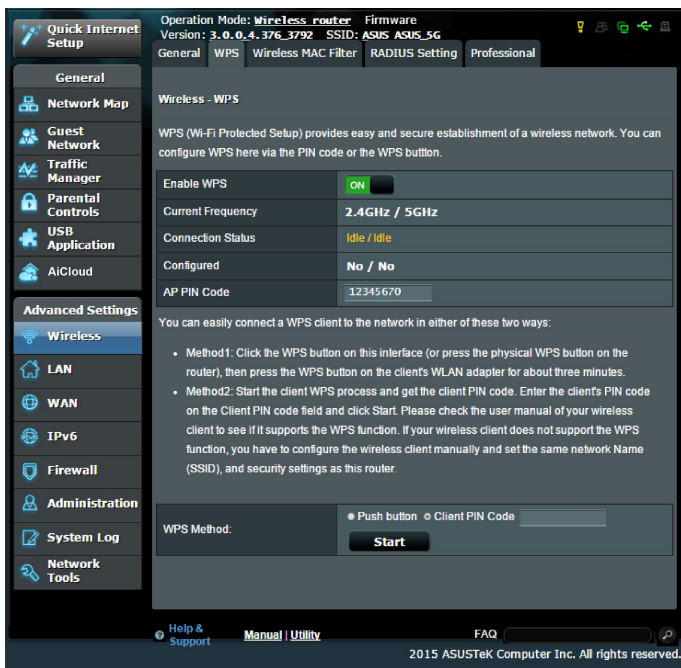 Quick Internet
Setup
Operation Mode: Wireless router Firmware
Version: 3.0.0.4.376_3792 SSID: ASUS ASUS_5G
General WPS Wireless MAC Filter RADIUS Setting Professional
General
Network Map
Guest
Network
Traffic
Manager
Parental
Controls
USB
Application
AiCloud
Advanced Settings
Wireless
LAN
WAN
IPv6
Firewall
Administration
System Log
Network
Tools
Wireless - WPS
WPS (Wi-Fi Protected Setup) provides easy and secure establishment of a wireless network. You can
configure WPS here via the PIN code or the WPS buttton.
Enable WPS ON
Current Frequency 2.4GHz / 5GHz
Connection Status Idle / Idle
Configured No / No
AP PIN Code 12345670
You can easily connect a WPS client to the network in either of these two ways:
• Method1: Click the WPS button on this interface (or press the physical WPS button on the
router), then press the WPS button on the client's WLAN adapter for about three minutes.
• Method2: Start the client WPS process and get the client PIN code. Enter the client's PIN code
on the Client PIN code field and click Start. Please check the user manual of your wireless
client to see if it supports the WPS function. If your wireless client does not support the WPS
function, you have to configure the wireless client manually and set the same network Name
(SSID), and security settings as this router.
WPS Method: Push button Client PIN Code
Start
Help &
Support
Manual | Utility
FAQ
2015 ASUSTeK Computer Inc. All rights reserved.